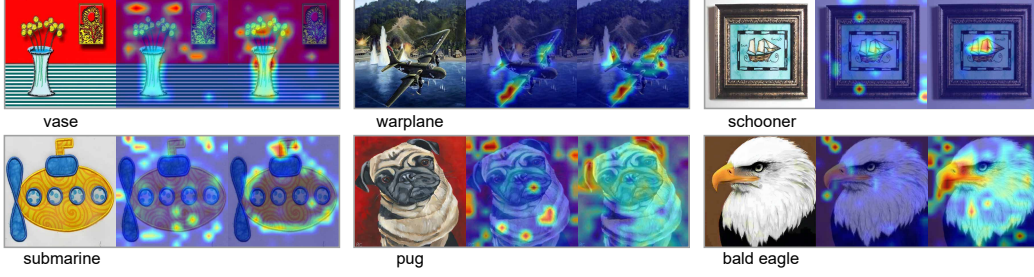 vase
warplane
schooner
submarine
pug
bald eagle